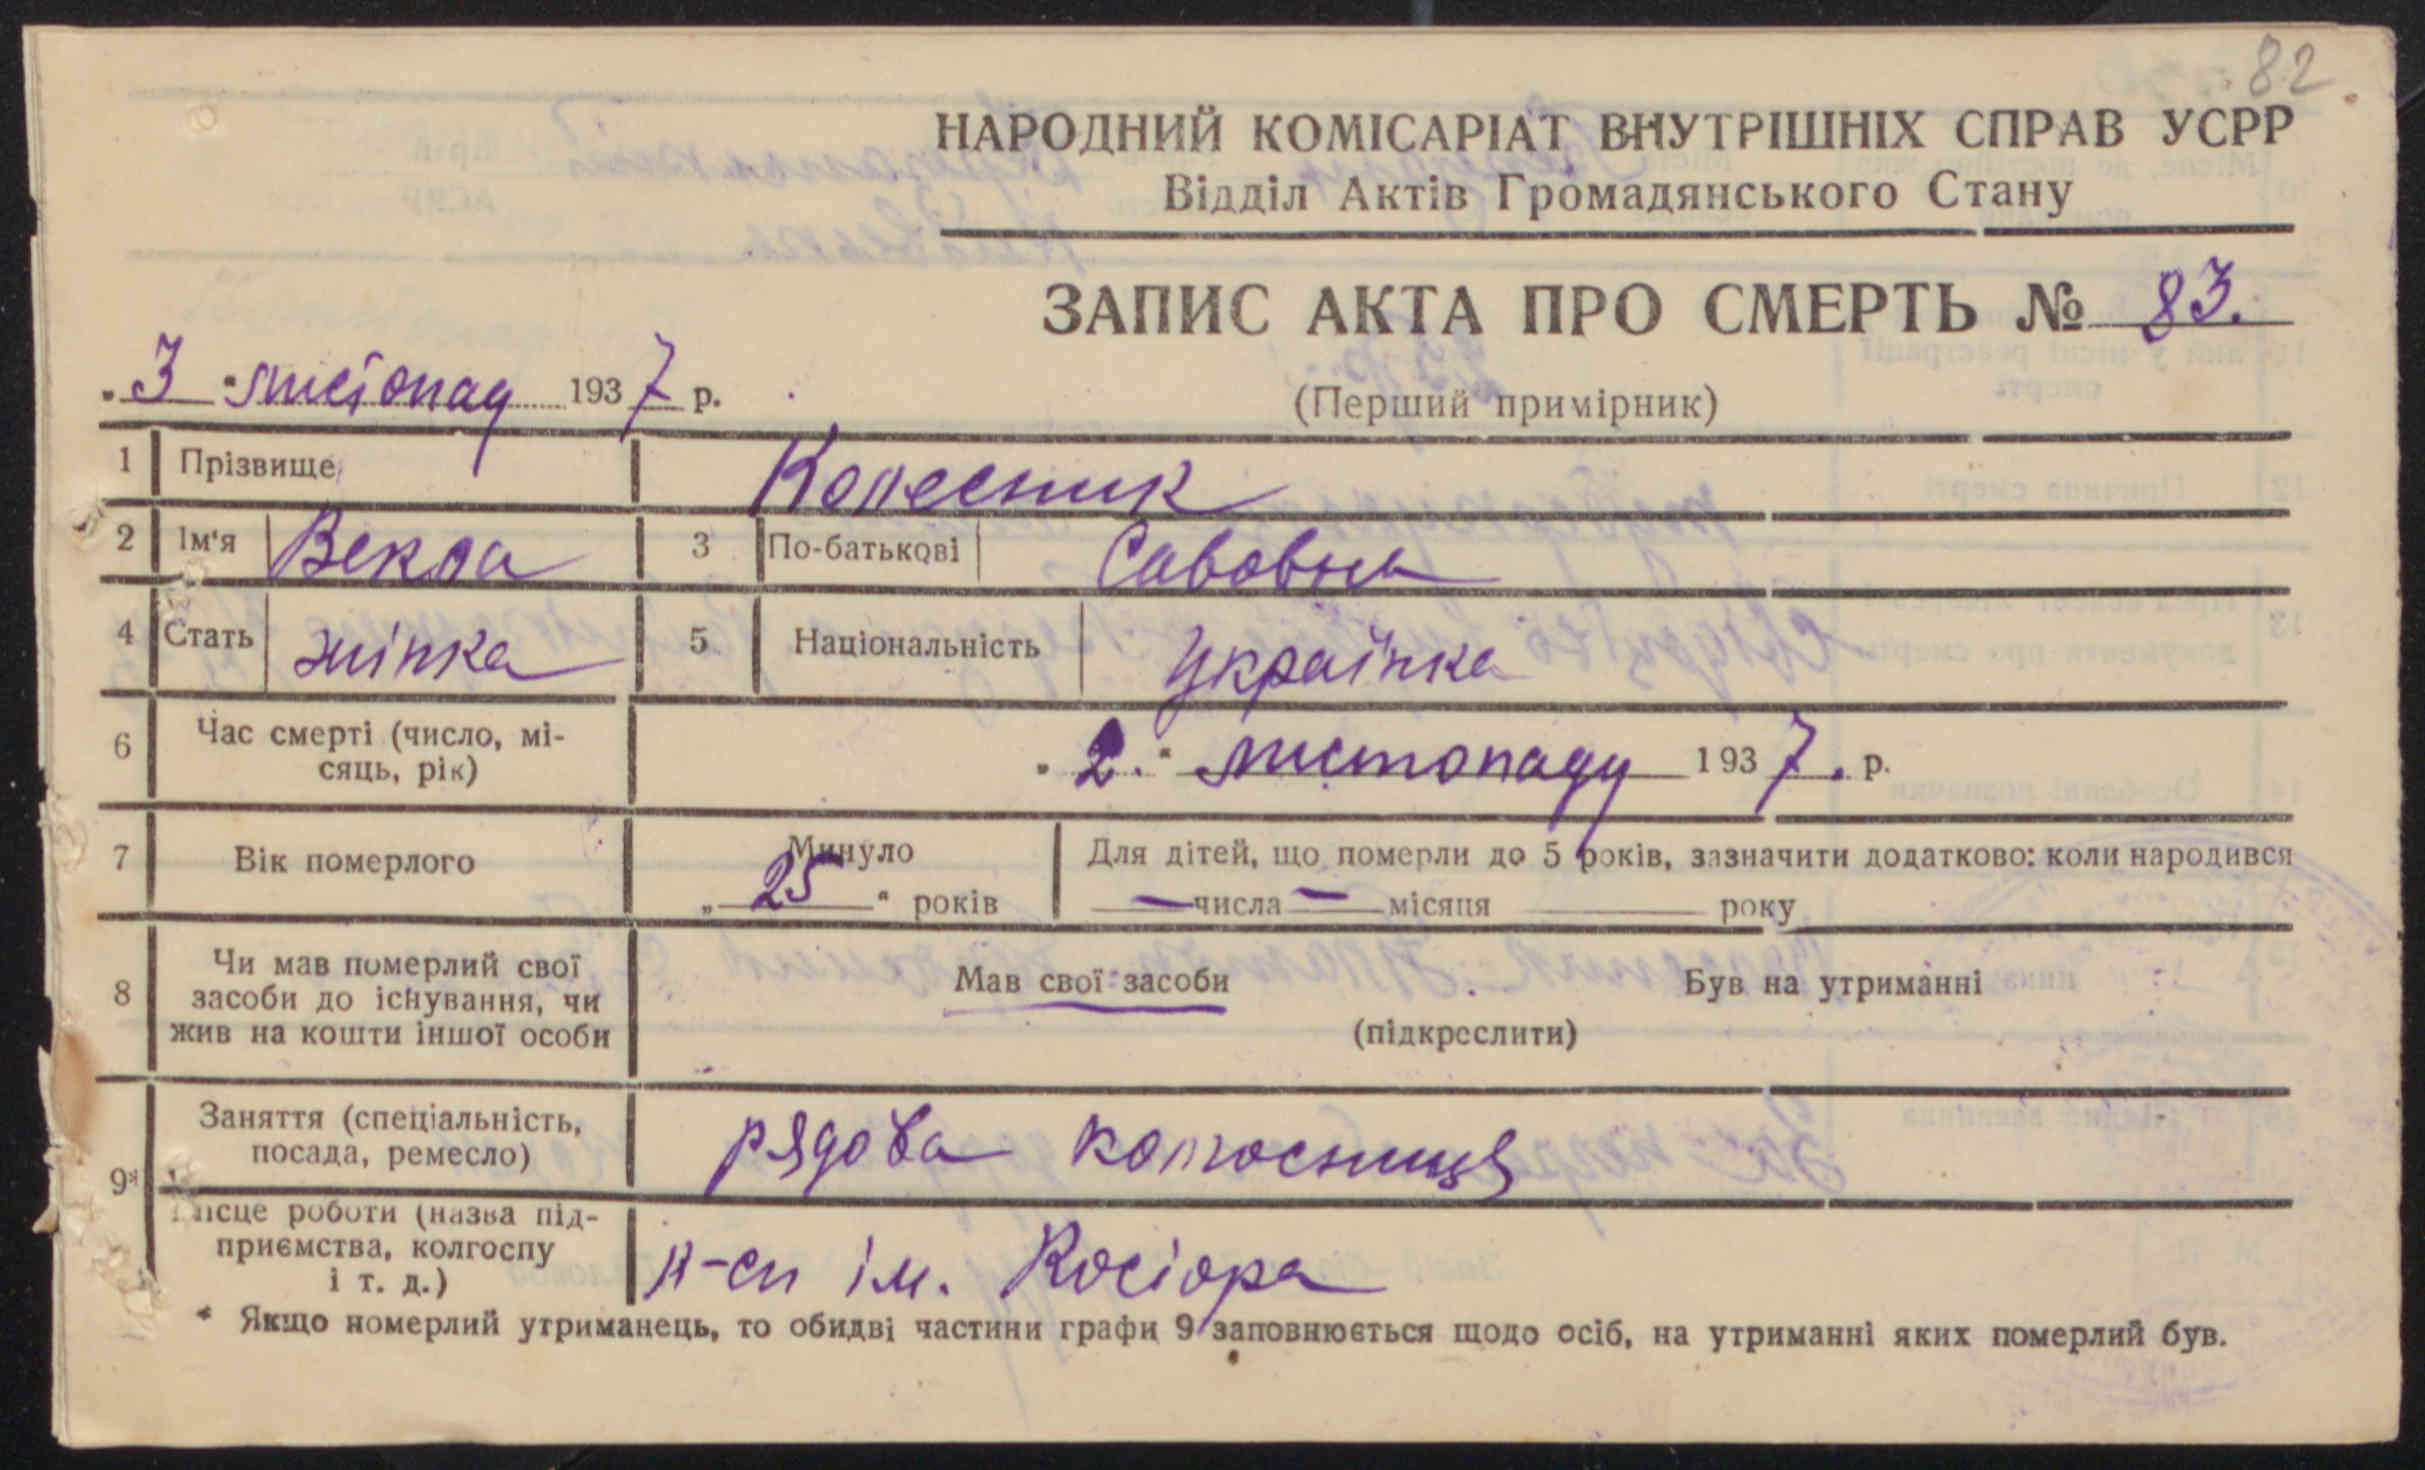 82
НАРОДНИЙ КОМІСАРІАТ ВНУТРІШНІХ СПРАВ УСРР
Відділ Актів Громадянського Стану
ЗАПИС АКТА ПРО СМЕРТЬ № 83.
„3" листопад 1937 р.
(Перший примірник)
1 Прізвище Колесник
2 Ім'я Векла 3 По-батькові Савовна
4 Стать жінка 5 Національність Українка
6 Час смерті (число, мі-
сяць, рік)
„2." листопаду 1937. р.
7 Вік померлого
Минуло
„25" років
Для дітей, що померли до 5 років, зазначити додатково: коли народився
— числа — місяця року
8 Чи мав померлий свої
засоби до існування, чи
жив на кошти іншої особи
Мав свої засоби Був на утриманні
(підкреслити)
9* Заняття (спеціальність,
посада, ремесло)
рядова колгосниця
Місце роботи (назва під-
приємства, колгоспу
і т. д.)
к-сп ім. Косіора
* Якщо померлий утриманець, то обидві частини графи 9 заповнюється щодо осіб, на утриманні яких померлий був.